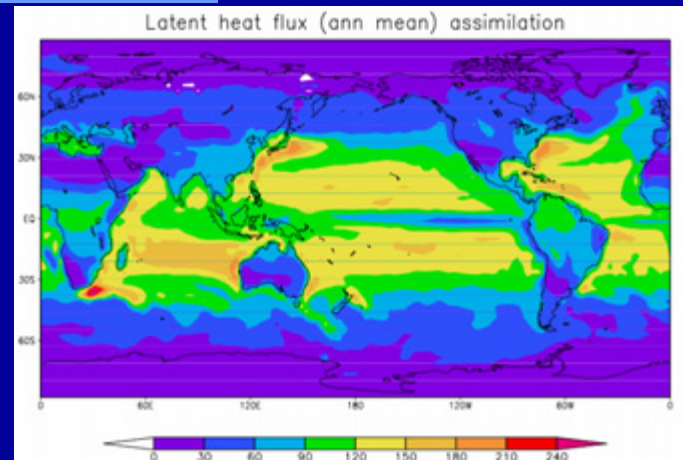 Latent heat flux (ann mean) assimilation
60N
30N
EQ
30S
60S
0 60E 120E 180 120W 60W 0
0 30 60 90 120 150 180 210 240